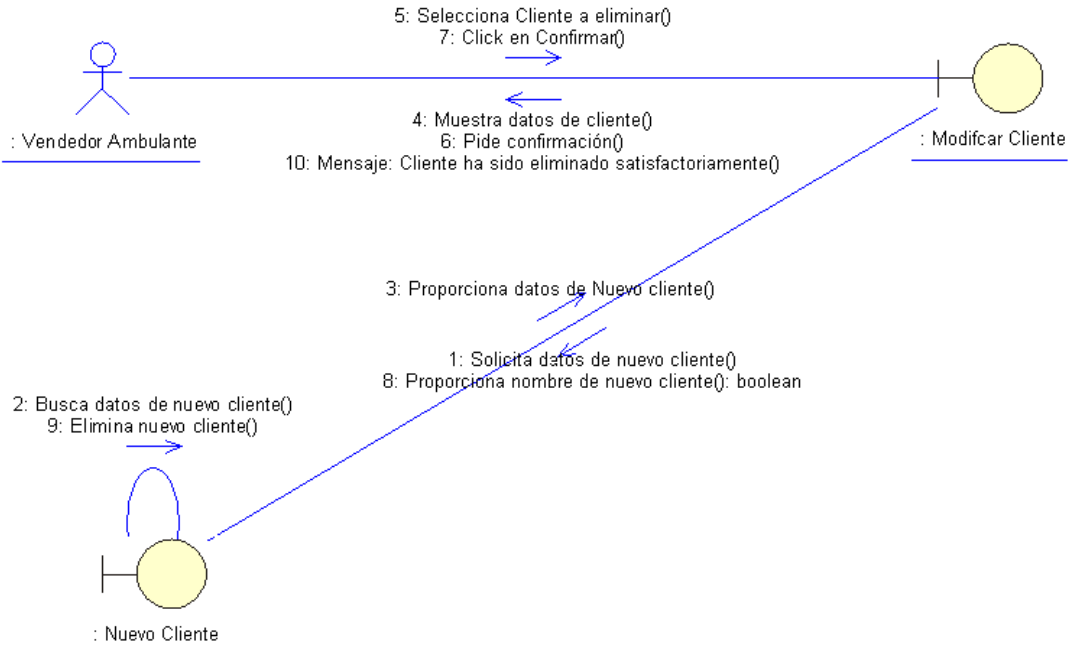 5: Selecciona Cliente a eliminar()
7: Click en Confirmar()
4: Muestra datos de cliente()
6: Pide confirmación()
10: Mensaje: Cliente ha sido eliminado satisfactoriamente()
: Vendedor Ambulante
: Modifcar Cliente
3: Proporciona datos de Nuevo cliente()
1: Solicita datos de nuevo cliente()
8: Proporciona nombre de nuevo cliente(): boolean
2: Busca datos de nuevo cliente()
9: Elimina nuevo cliente()
: Nuevo Cliente